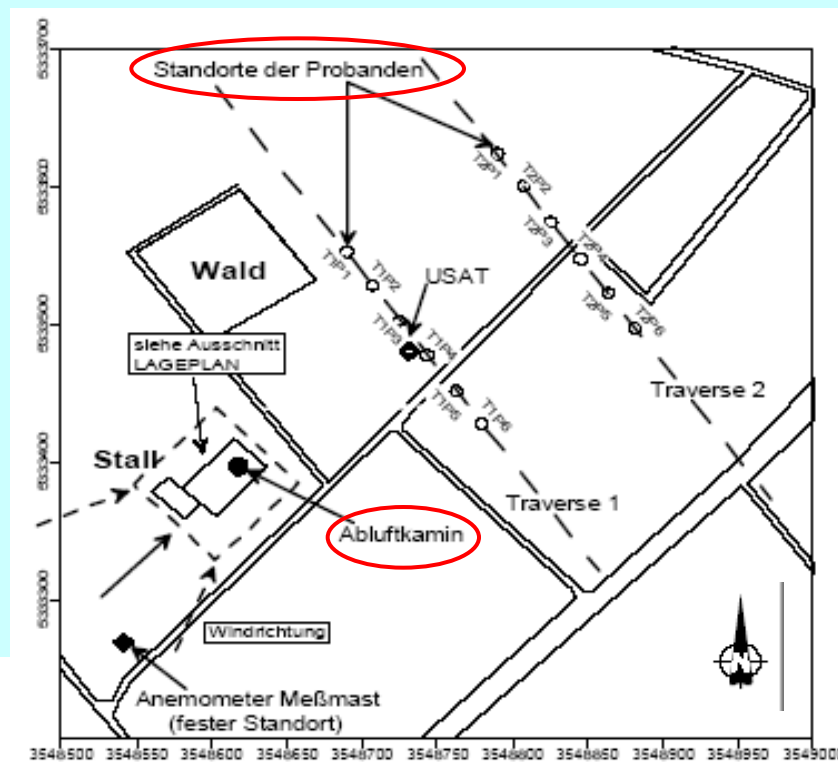 Standorte der Probanden
T2P1
T2P2
T2P3
T2P4
T2P5
T2P6
Wald
T1P1
T1P2
USAT
T1P3
T1P4
T1P5
T1P6
siehe Ausschnitt
LAGEPLAN
Traverse 2
Stall
Traverse 1
Abluftkamin
Windrichtung
Anemometer Meßmast
(fester Standort)
3548500 3548550 3548600 3548650 3548700 3548750 3548800 3548850 3548900 3548950 354900